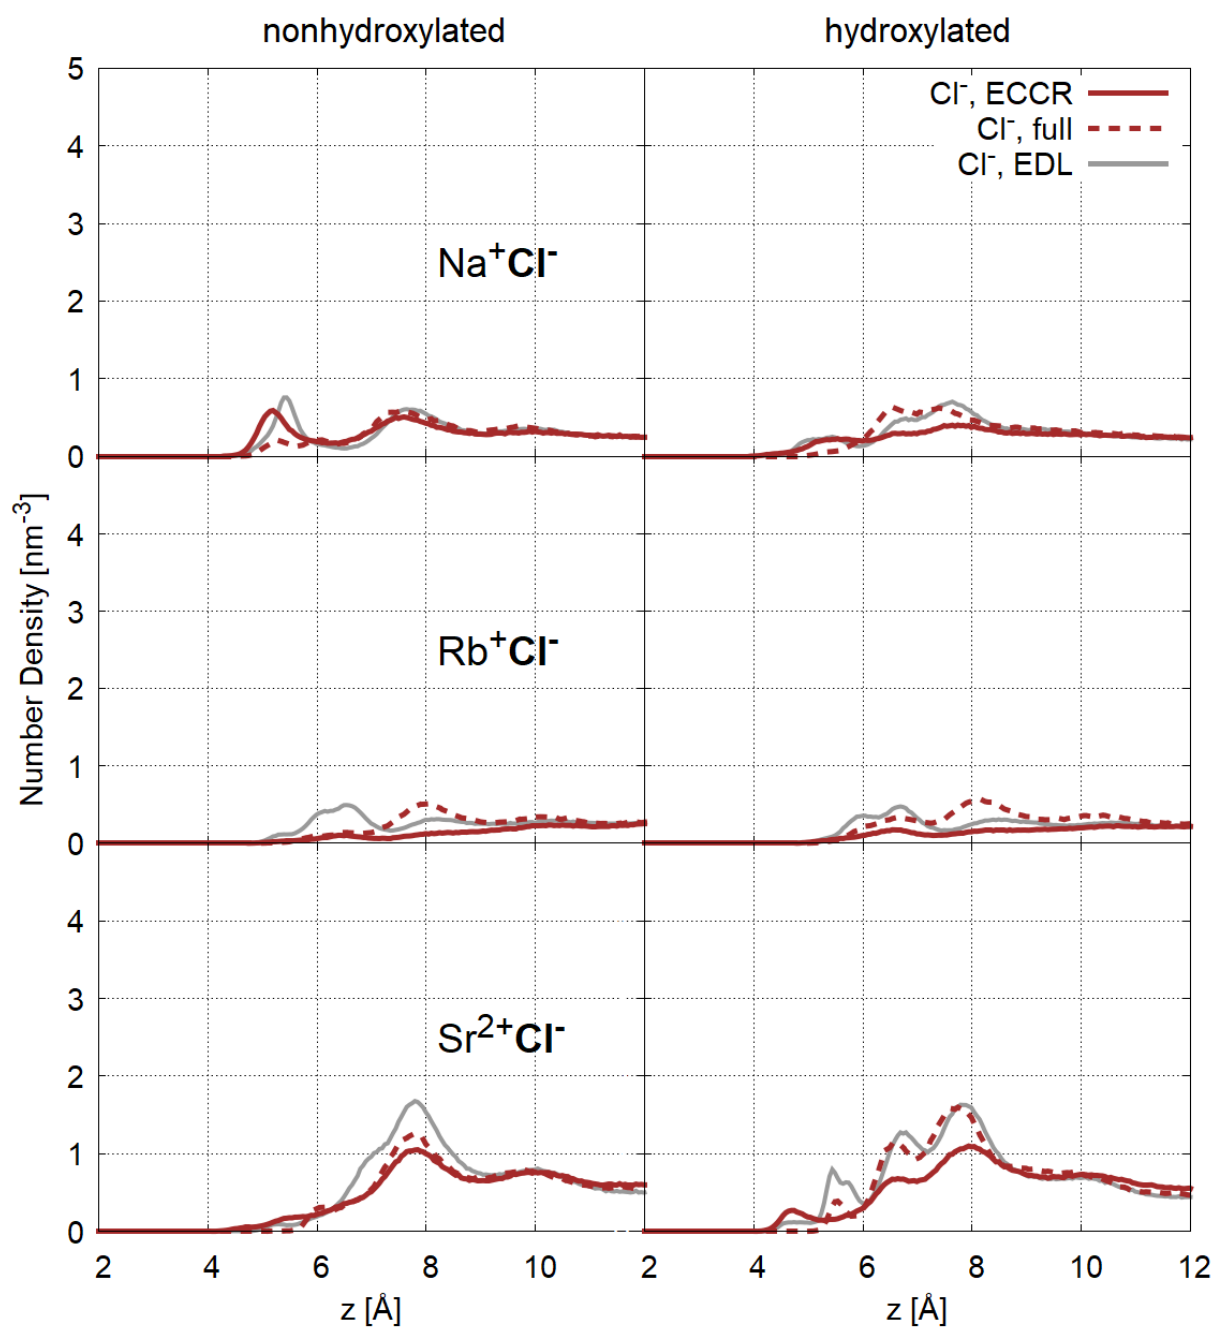 nonhydroxylated hydroxylated
5
Cl⁻, ECCR
4
Cl⁻, full
Cl⁻, EDL
3
Na⁺Cl⁻
2
1
0
Number Density [nm⁻³]
4
3
Rb⁺Cl⁻
2
1
0
4
3
Sr²⁺Cl⁻
2
1
0
2 4 6 8 10 2 4 6 8 10 12
z [Å] z [Å]